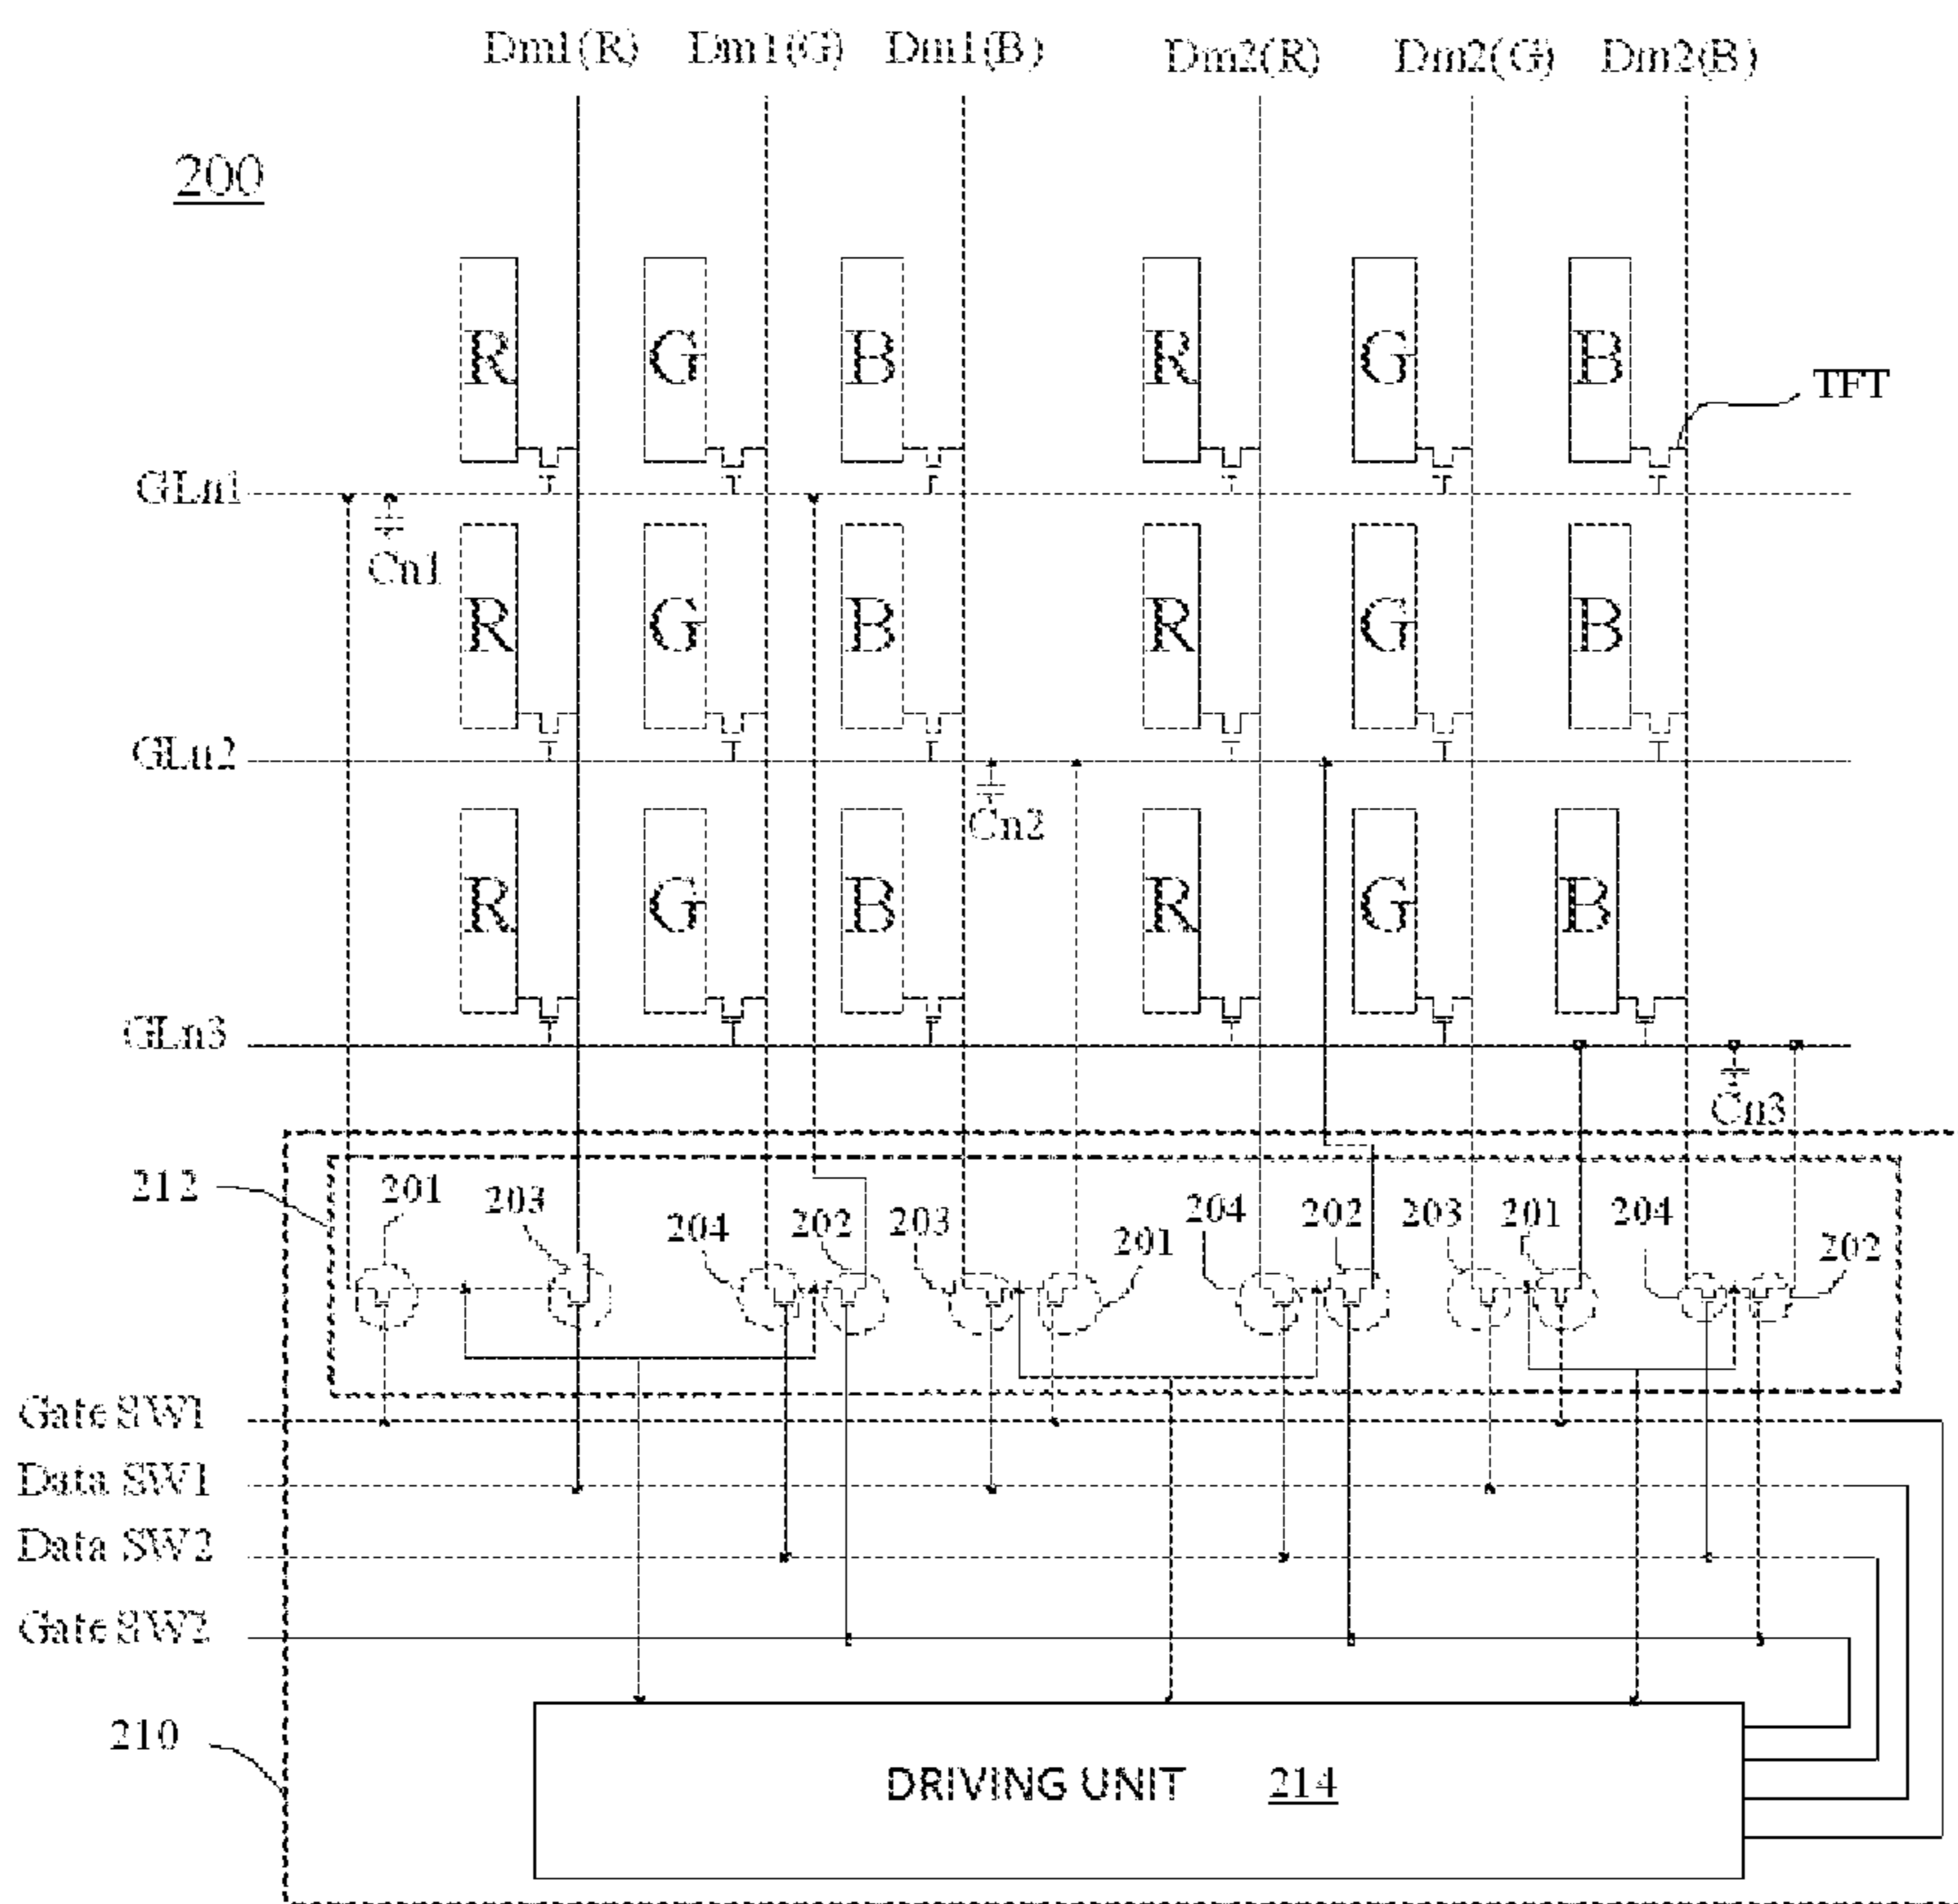 Dm1(R) Dm1(G) Dm1(B) Dm2(R) Dm2(G) Dm2(B)
200
R G B R G B
TFT
GLn1
Cn1
R G B R G B
GLn2
Cn2
R G B R G B
GLn3
Cn3
212 201 203 204 202 203 201 204 202 203 201 204 202
Gate SW1
Data SW1
Data SW2
Gate SW2
210
DRIVING UNIT 214